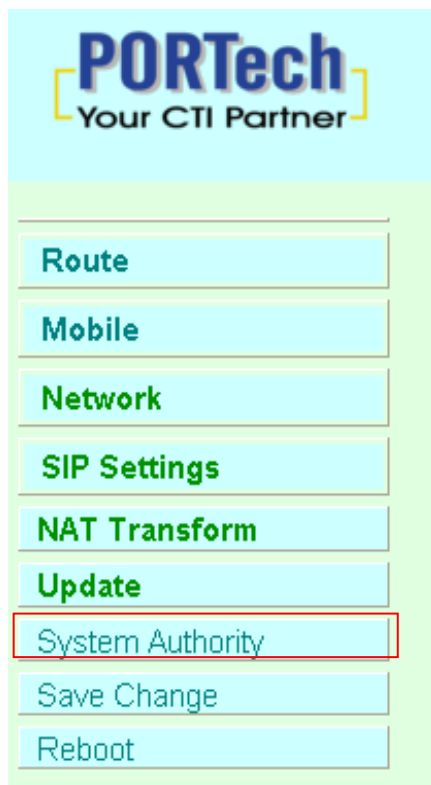 PORTech
Your CTI Partner
Route
Mobile
Network
SIP Settings
NAT Transform
Update
System Authority
Save Change
Reboot